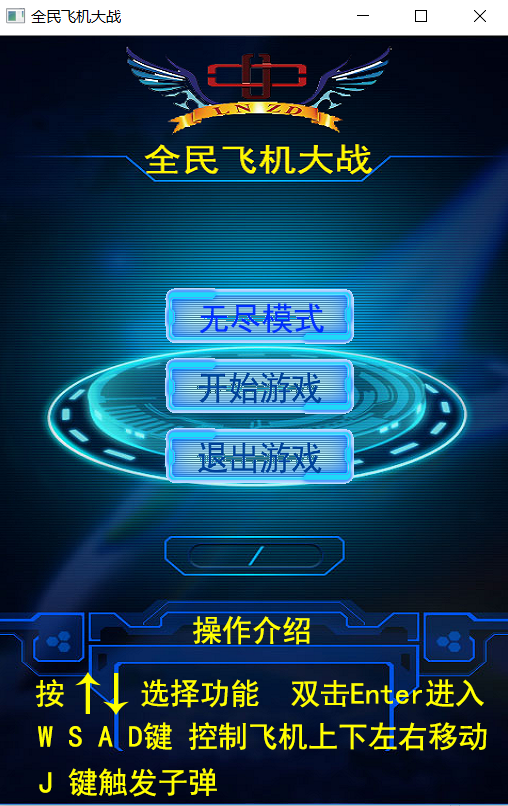 全民飞机大战
LNZD
全民飞机大战
无尽模式
开始游戏
退出游戏
/
操作介绍
按↑↓ 选择功能 双击Enter进入
W S A D键 控制飞机上下左右移动
J 键触发子弹